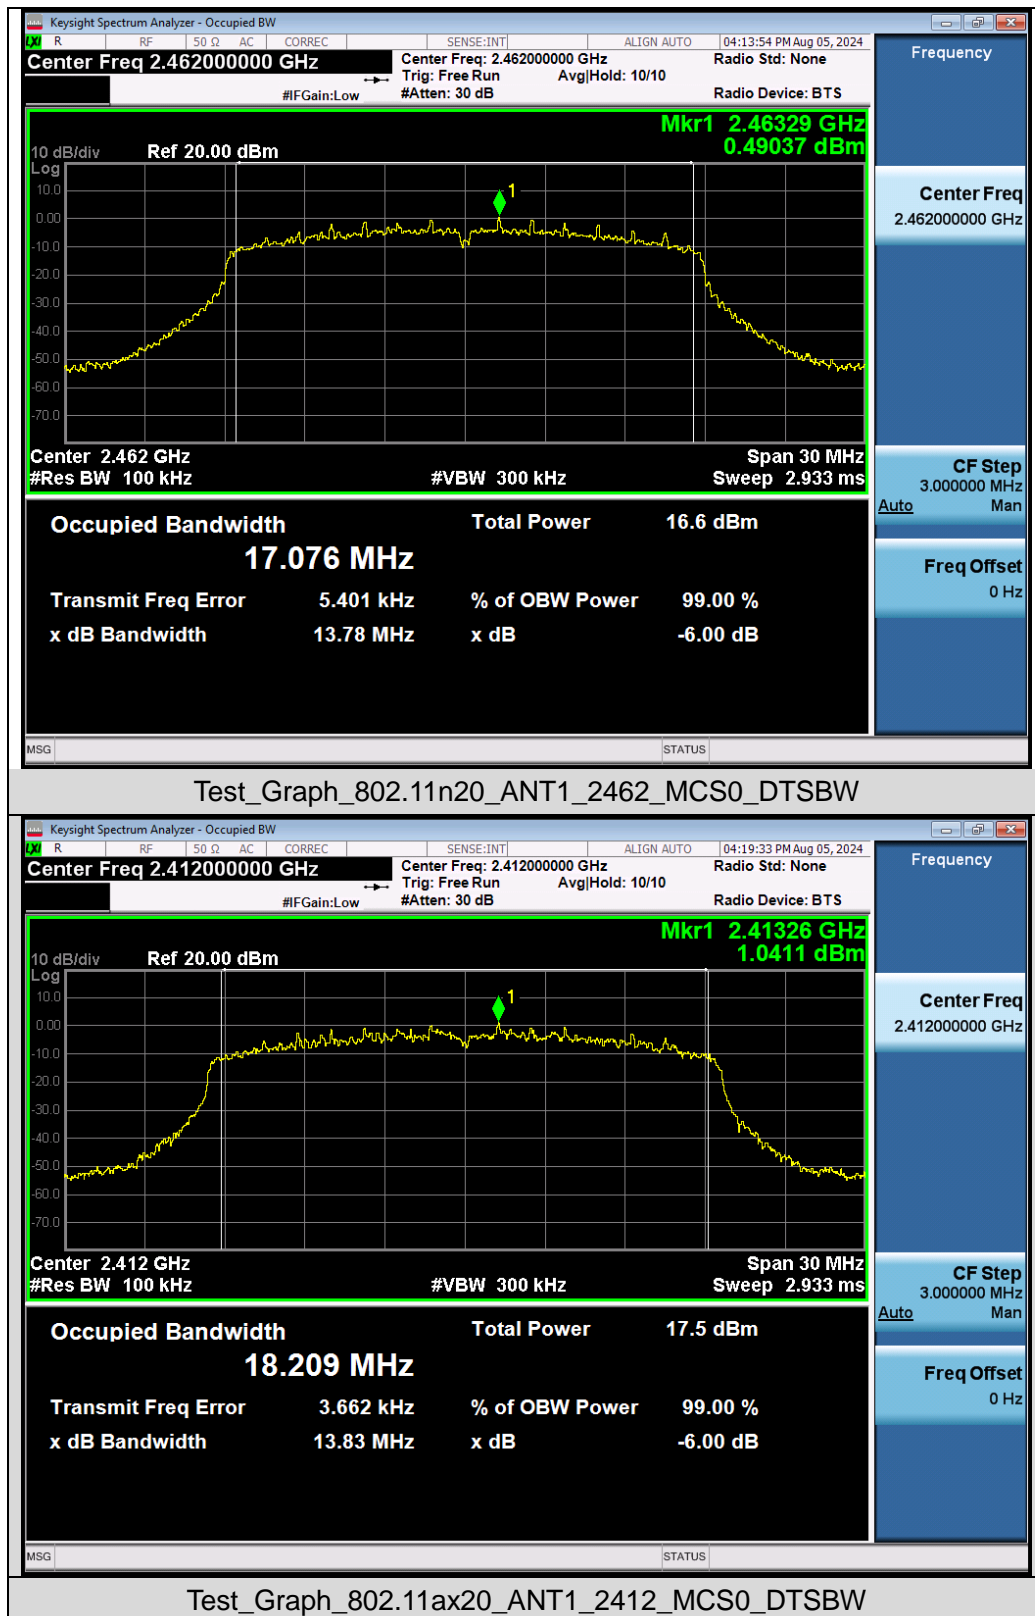 Keysight Spectrum Analyzer - Occupied BW
LXI R RF 50 Ω AC CORREC SENSE:INT ALIGN AUTO 04:13:54 PM Aug 05, 2024
Center Freq 2.462000000 GHz
Center Freq: 2.462000000 GHz Radio Std: None
Trig: Free Run Avg|Hold: 10/10
#IFGain:Low #Atten: 30 dB Radio Device: BTS
Frequency
Mkr1 2.46329 GHz
0.49037 dBm
10 dB/div Ref 20.00 dBm
Log
10.0
0.00
-10.0
-20.0
-30.0
-40.0
-50.0
-60.0
-70.0
1
Center 2.462 GHz Span 30 MHz
#Res BW 100 kHz #VBW 300 kHz Sweep 2.933 ms
Center Freq
2.462000000 GHz
CF Step
3.000000 MHz
Auto Man
Freq Offset
0 Hz
Occupied Bandwidth Total Power 16.6 dBm
17.076 MHz
Transmit Freq Error 5.401 kHz % of OBW Power 99.00 %
x dB Bandwidth 13.78 MHz x dB -6.00 dB
MSG STATUS
Test_Graph_802.11n20_ANT1_2462_MCS0_DTSBW
Keysight Spectrum Analyzer - Occupied BW
LXI R RF 50 Ω AC CORREC SENSE:INT ALIGN AUTO 04:19:33 PM Aug 05, 2024
Center Freq 2.412000000 GHz
Center Freq: 2.412000000 GHz Radio Std: None
Trig: Free Run Avg|Hold: 10/10
#IFGain:Low #Atten: 30 dB Radio Device: BTS
Frequency
Mkr1 2.41326 GHz
1.0411 dBm
10 dB/div Ref 20.00 dBm
Log
10.0
0.00
-10.0
-20.0
-30.0
-40.0
-50.0
-60.0
-70.0
1
Center 2.412 GHz Span 30 MHz
#Res BW 100 kHz #VBW 300 kHz Sweep 2.933 ms
Center Freq
2.412000000 GHz
CF Step
3.000000 MHz
Auto Man
Freq Offset
0 Hz
Occupied Bandwidth Total Power 17.5 dBm
18.209 MHz
Transmit Freq Error 3.662 kHz % of OBW Power 99.00 %
x dB Bandwidth 13.83 MHz x dB -6.00 dB
MSG STATUS
Test_Graph_802.11ax20_ANT1_2412_MCS0_DTSBW